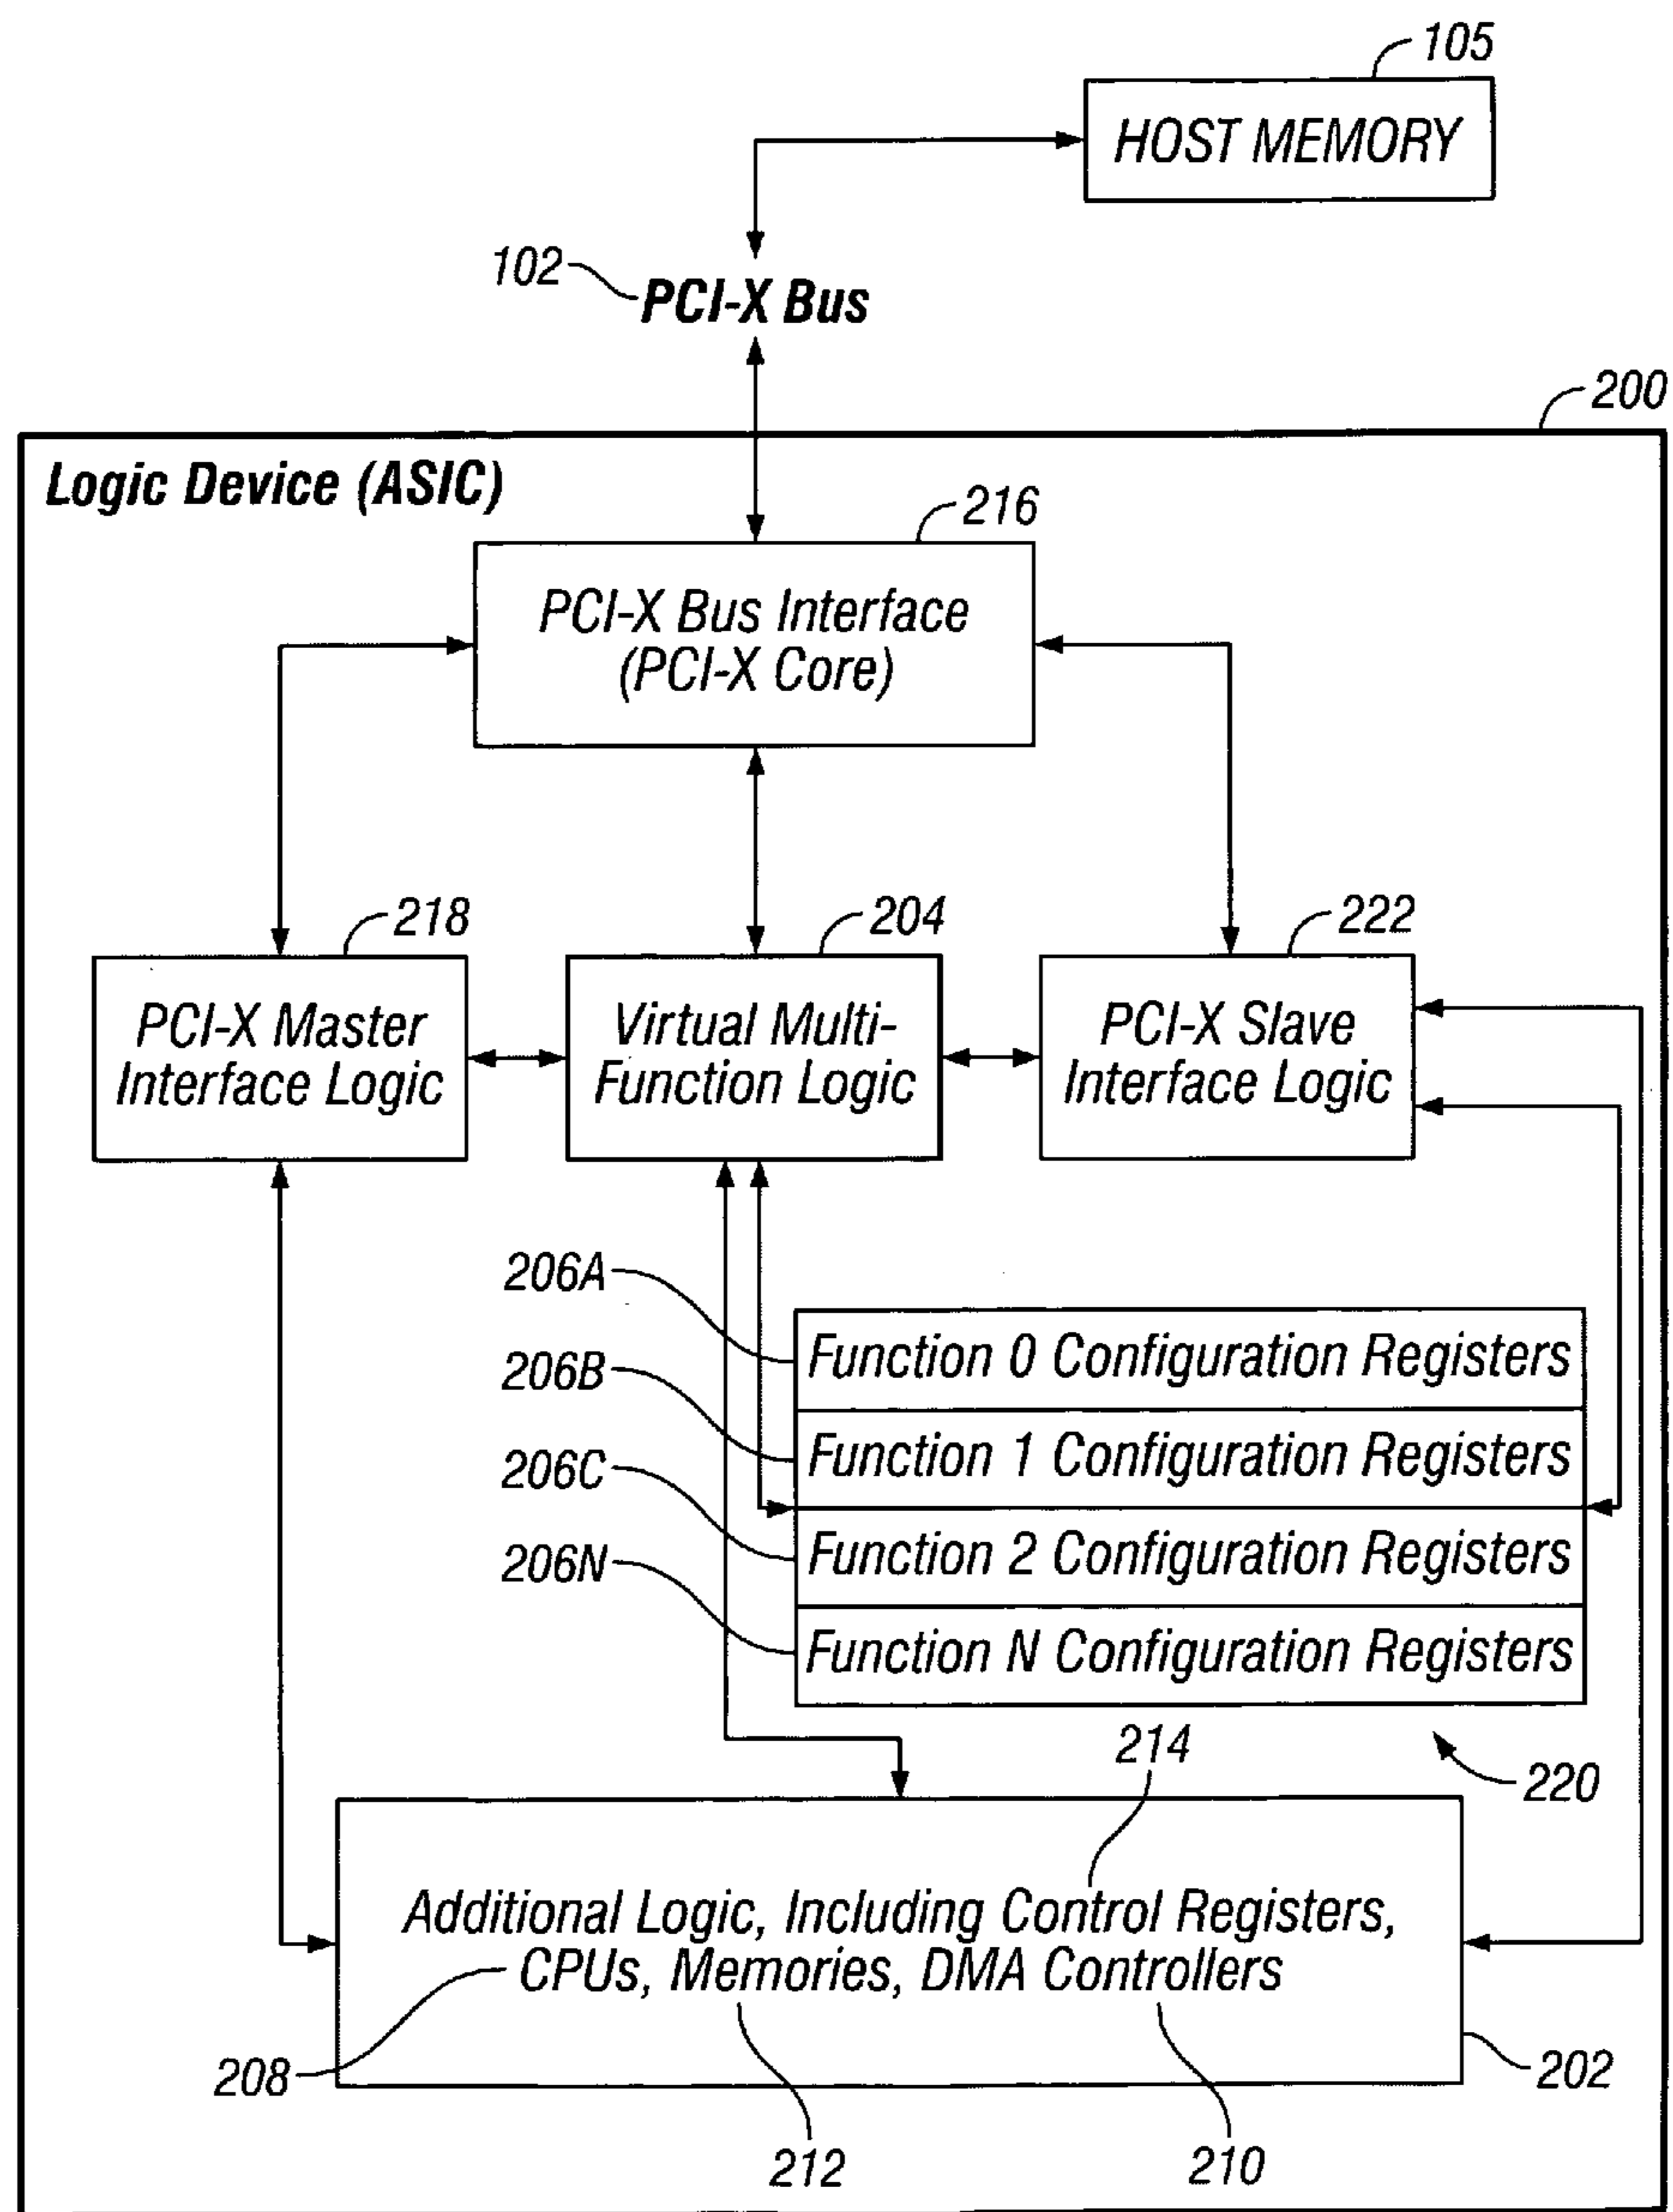 105
HOST MEMORY
102
PCI-X Bus
200
Logic Device (ASIC)
216
PCI-X Bus Interface
(PCI-X Core)
218
204
222
PCI-X Master
Interface Logic
Virtual Multi-
Function Logic
PCI-X Slave
Interface Logic
206A
Function 0 Configuration Registers
206B
Function 1 Configuration Registers
206C
Function 2 Configuration Registers
206N
Function N Configuration Registers
214
220
Additional Logic, Including Control Registers,
CPUs, Memories, DMA Controllers
208
202
212
210